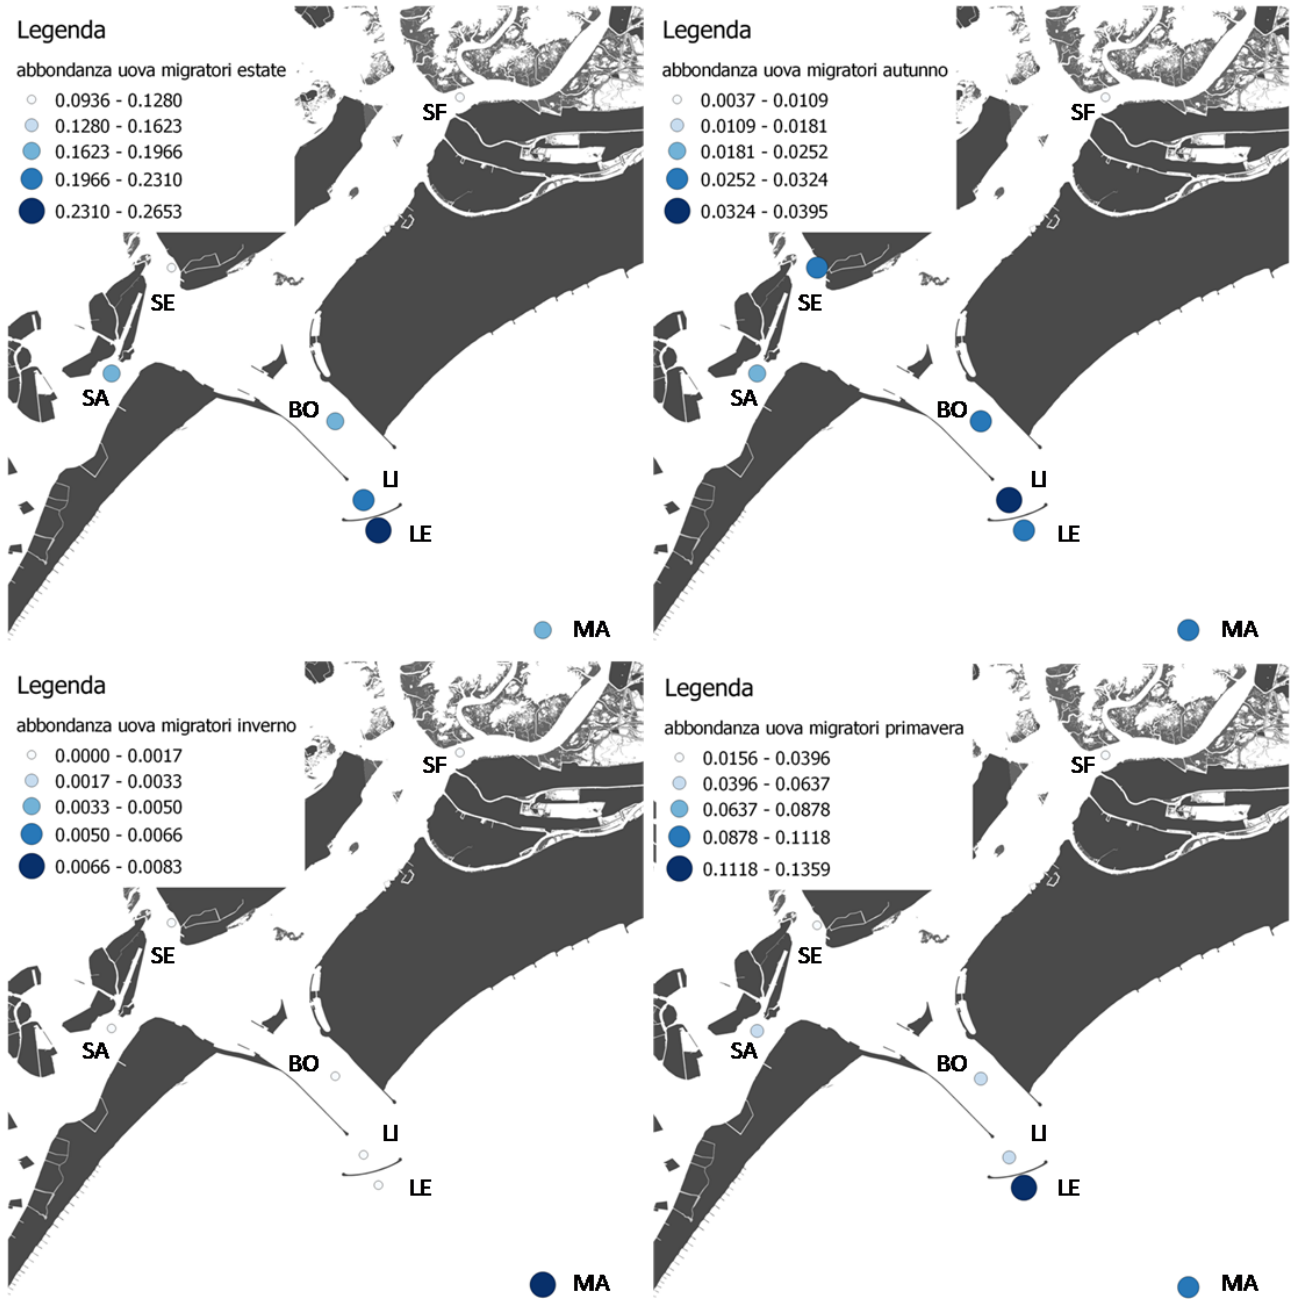 Legenda
abbondanza uova migratori estate
0.0936 - 0.1280
0.1280 - 0.1623
0.1623 - 0.1966
0.1966 - 0.2310
0.2310 - 0.2653
SF
SE
SA
BO
LI
LE
MA
Legenda
abbondanza uova migratori autunno
0.0037 - 0.0109
0.0109 - 0.0181
0.0181 - 0.0252
0.0252 - 0.0324
0.0324 - 0.0395
SF
SE
SA
BO
LI
LE
MA
Legenda
abbondanza uova migratori inverno
0.0000 - 0.0017
0.0017 - 0.0033
0.0033 - 0.0050
0.0050 - 0.0066
0.0066 - 0.0083
SF
SE
SA
BO
LI
LE
MA
Legenda
abbondanza uova migratori primavera
0.0156 - 0.0396
0.0396 - 0.0637
0.0637 - 0.0878
0.0878 - 0.1118
0.1118 - 0.1359
SF
SE
SA
BO
LI
LE
MA